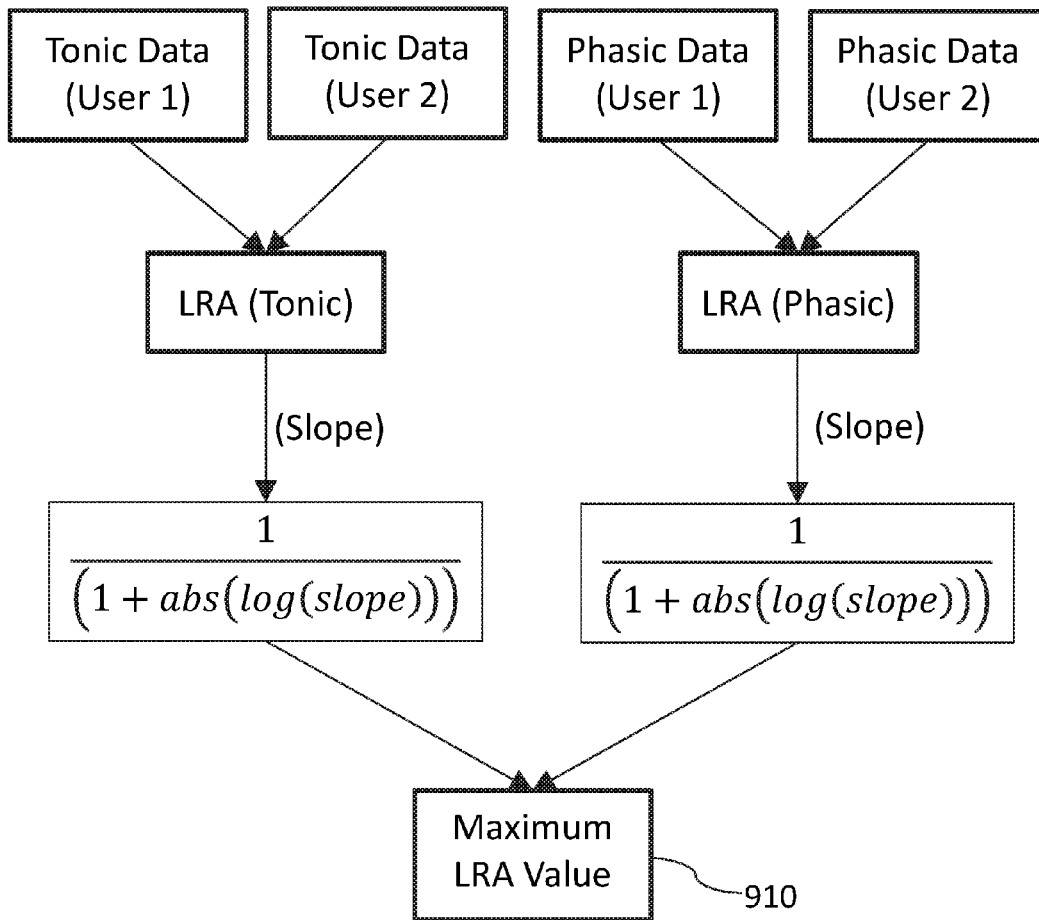 Tonic Data
(User 1)
Tonic Data
(User 2)
Phasic Data
(User 1)
Phasic Data
(User 2)
LRA (Tonic)
LRA (Phasic)
(Slope)
(Slope)
1
(1 + abs(log(slope)))
1
(1 + abs(log(slope)))
Maximum
LRA Value
910